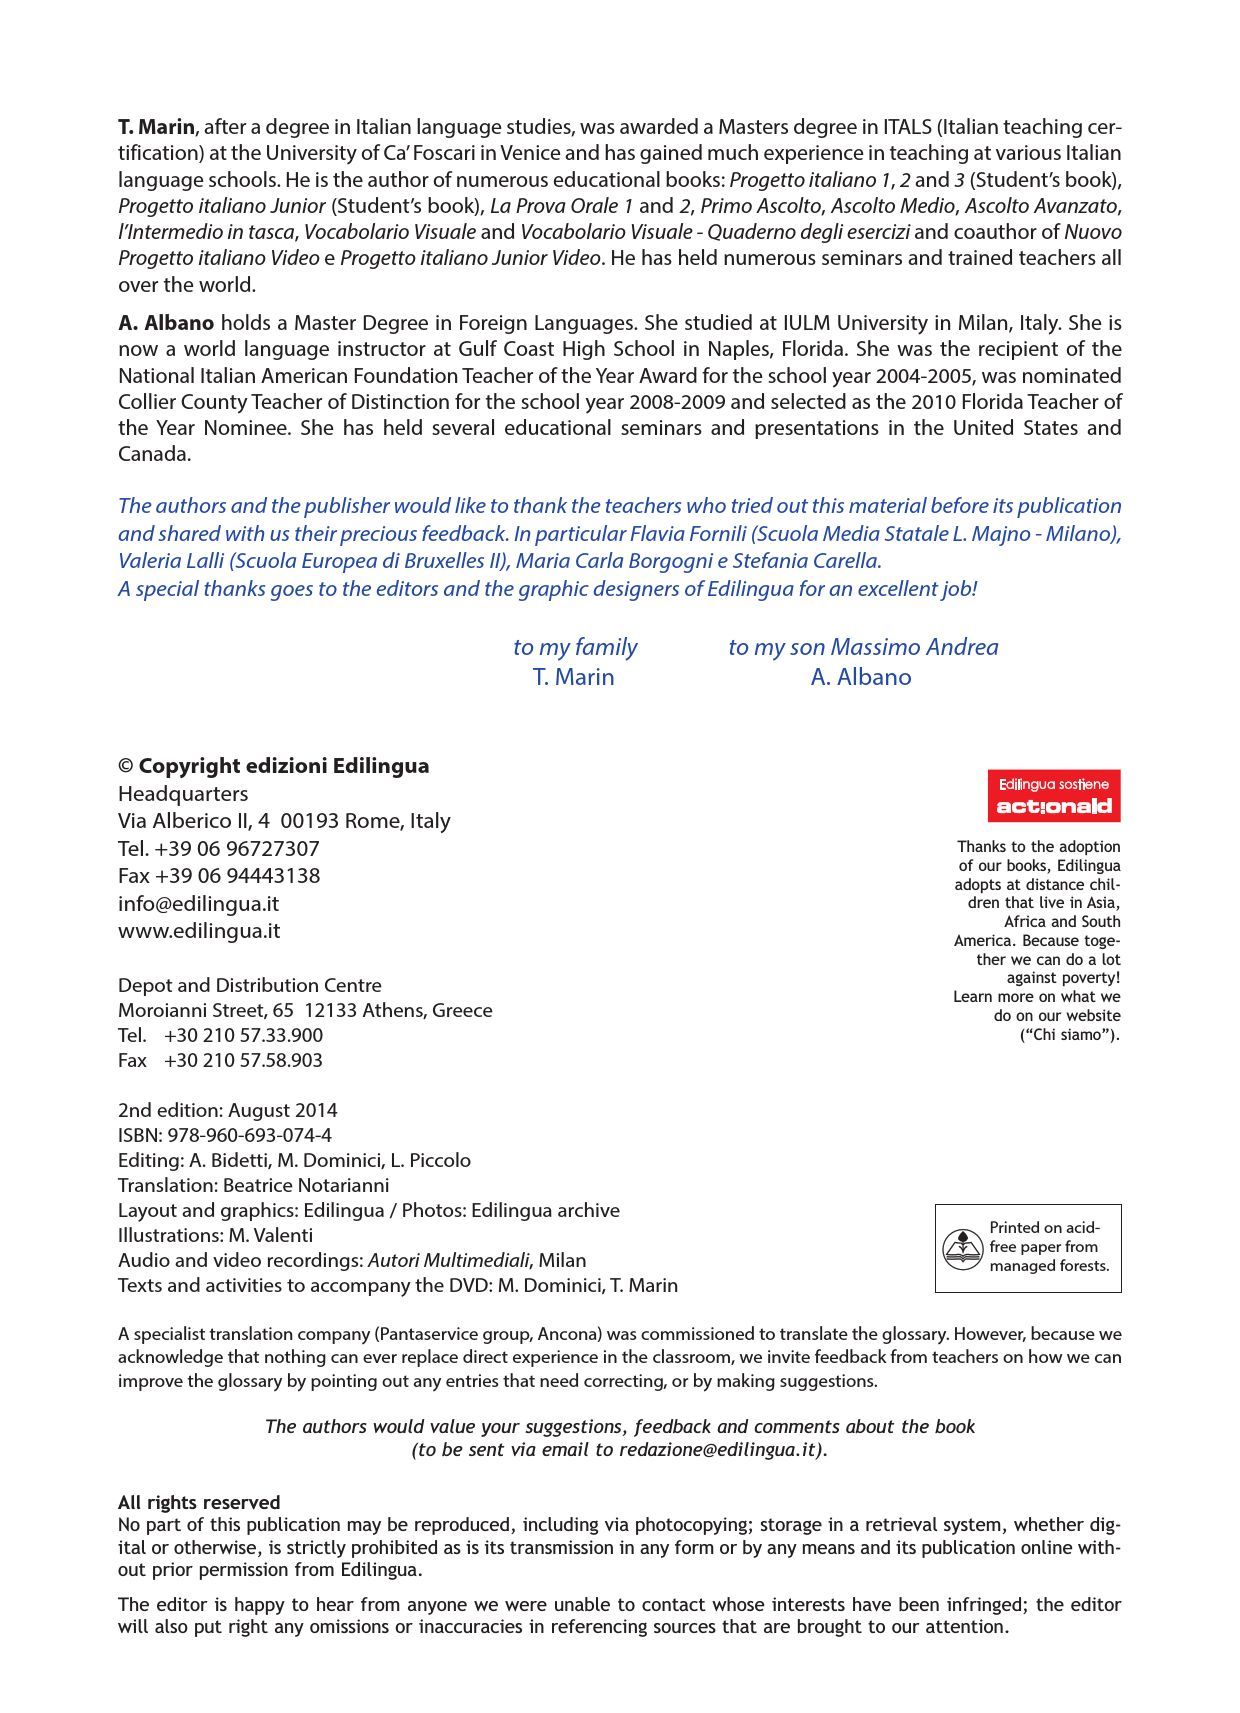 T. Marin, after a degree in Italian language studies, was awarded a Masters degree in ITALS (Italian teaching cer-
tification) at the University of Ca’ Foscari in Venice and has gained much experience in teaching at various Italian
language schools. He is the author of numerous educational books: Progetto italiano 1, 2 and 3 (Student’s book),
Progetto italiano Junior (Student’s book), La Prova Orale 1 and 2, Primo Ascolto, Ascolto Medio, Ascolto Avanzato,
l’Intermedio in tasca, Vocabolario Visuale and Vocabolario Visuale - Quaderno degli esercizi and coauthor of Nuovo
Progetto italiano Video e Progetto italiano Junior Video. He has held numerous seminars and trained teachers all
over the world.
A. Albano holds a Master Degree in Foreign Languages. She studied at IULM University in Milan, Italy. She is
now a world language instructor at Gulf Coast High School in Naples, Florida. She was the recipient of the
National Italian American Foundation Teacher of the Year Award for the school year 2004-2005, was nominated
Collier County Teacher of Distinction for the school year 2008-2009 and selected as the 2010 Florida Teacher of
the Year Nominee. She has held several educational seminars and presentations in the United States and
Canada.
The authors and the publisher would like to thank the teachers who tried out this material before its publication
and shared with us their precious feedback. In particular Flavia Fornili (Scuola Media Statale L. Majno - Milano),
Valeria Lalli (Scuola Europea di Bruxelles II), Maria Carla Borgogni e Stefania Carella.
A special thanks goes to the editors and the graphic designers of Edilingua for an excellent job!
to my family
T. Marin
to my son Massimo Andrea
A. Albano
© Copyright edizioni Edilingua
Headquarters
Via Alberico II, 4 00193 Rome, Italy
Tel. +39 06 96727307
Fax +39 06 94443138
info@edilingua.it
www.edilingua.it
Edilingua sostiene
act!onaid
Thanks to the adoption
of our books, Edilingua
adopts at distance chil-
dren that live in Asia,
Africa and South
America. Because toge-
ther we can do a lot
against poverty!
Learn more on what we
do on our website
(“Chi siamo”).
Depot and Distribution Centre
Moroianni Street, 65 12133 Athens, Greece
Tel. +30 210 57.33.900
Fax +30 210 57.58.903
2nd edition: August 2014
ISBN: 978-960-693-074-4
Editing: A. Bidetti, M. Dominici, L. Piccolo
Translation: Beatrice Notarianni
Layout and graphics: Edilingua / Photos: Edilingua archive
Illustrations: M. Valenti
Audio and video recordings: Autori Multimediali, Milan
Texts and activities to accompany the DVD: M. Dominici, T. Marin
Printed on acid-
free paper from
managed forests.
A specialist translation company (Pantaservice group, Ancona) was commissioned to translate the glossary. However, because we
acknowledge that nothing can ever replace direct experience in the classroom, we invite feedback from teachers on how we can
improve the glossary by pointing out any entries that need correcting, or by making suggestions.
The authors would value your suggestions, feedback and comments about the book
(to be sent via email to redazione@edilingua.it).
All rights reserved
No part of this publication may be reproduced, including via photocopying; storage in a retrieval system, whether dig-
ital or otherwise, is strictly prohibited as is its transmission in any form or by any means and its publication online with-
out prior permission from Edilingua.
The editor is happy to hear from anyone we were unable to contact whose interests have been infringed; the editor
will also put right any omissions or inaccuracies in referencing sources that are brought to our attention.